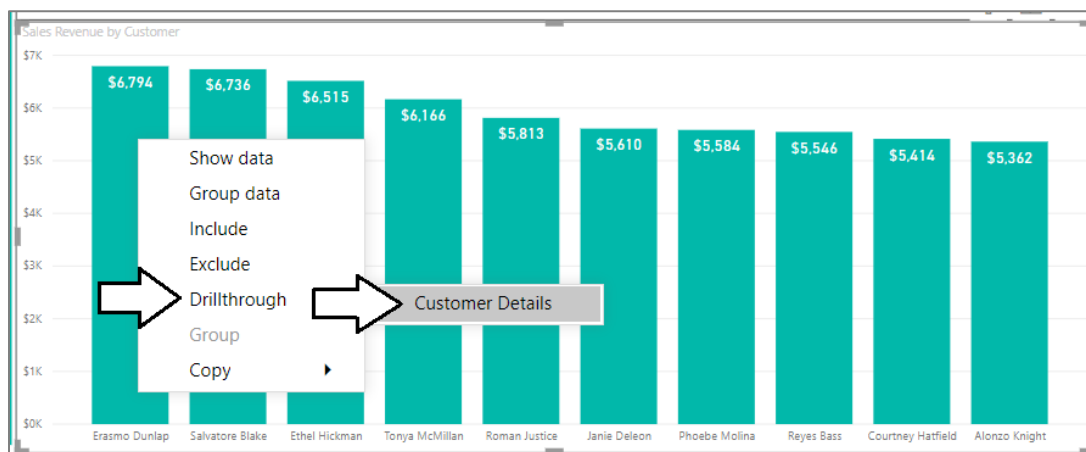 Sales Revenue by Customer
$7K
$6K
$5K
$4K
$3K
$2K
$1K
$0K
$6,794
$6,736
$6,515
$6,166
$5,813
$5,610
$5,584
$5,546
$5,414
$5,362
Show data
Group data
Include
Exclude
Drillthrough
Group
Copy
Customer Details
Erasmo Dunlap
Salvatore Blake
Ethel Hickman
Tonya McMillan
Roman Justice
Janie Deleon
Phoebe Molina
Reyes Bass
Courtney Hatfield
Alonzo Knight